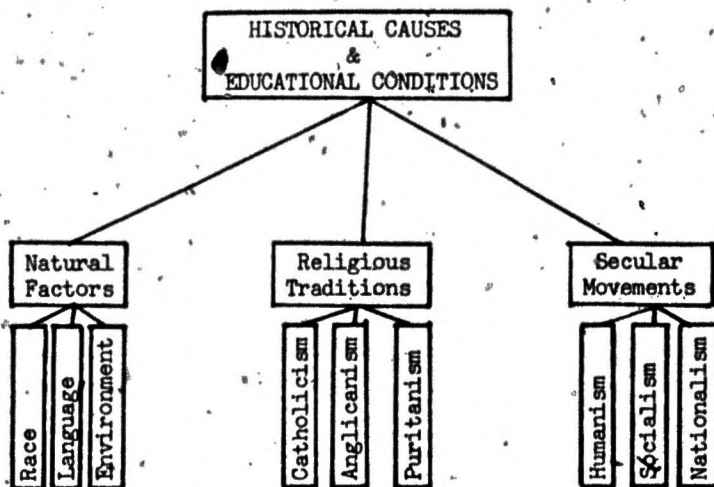 HISTORICAL CAUSES
&
EDUCATIONAL CONDITIONS
Natural
Factors
Religious
Traditions
Secular
Movements
Race
Language
Environment
Catholicism
Anglicanism
Puritanism
Humanism
Socialism
Nationalism